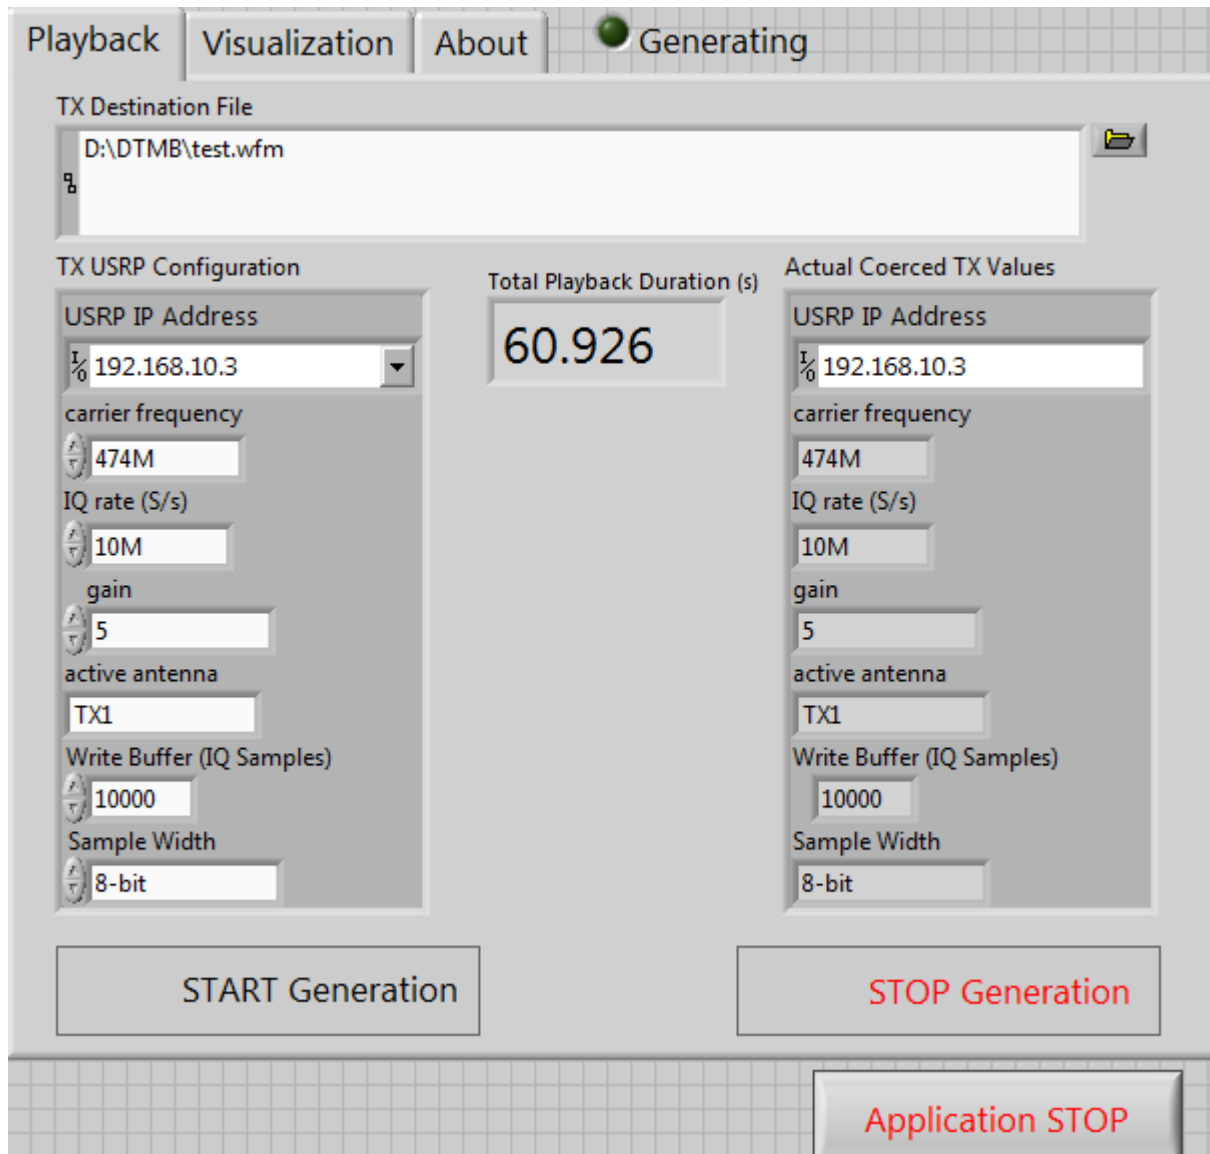 Playback
Visualization
About
Generating
TX Destination File
D:\DTMB\test.wfm
TX USRP Configuration
USRP IP Address
192.168.10.3
carrier frequency
474M
IQ rate (S/s)
10M
gain
5
active antenna
TX1
Write Buffer (IQ Samples)
10000
Sample Width
8-bit
Total Playback Duration (s)
60.926
Actual Coerced TX Values
USRP IP Address
192.168.10.3
carrier frequency
474M
IQ rate (S/s)
10M
gain
5
active antenna
TX1
Write Buffer (IQ Samples)
10000
Sample Width
8-bit
START Generation
STOP Generation
Application STOP